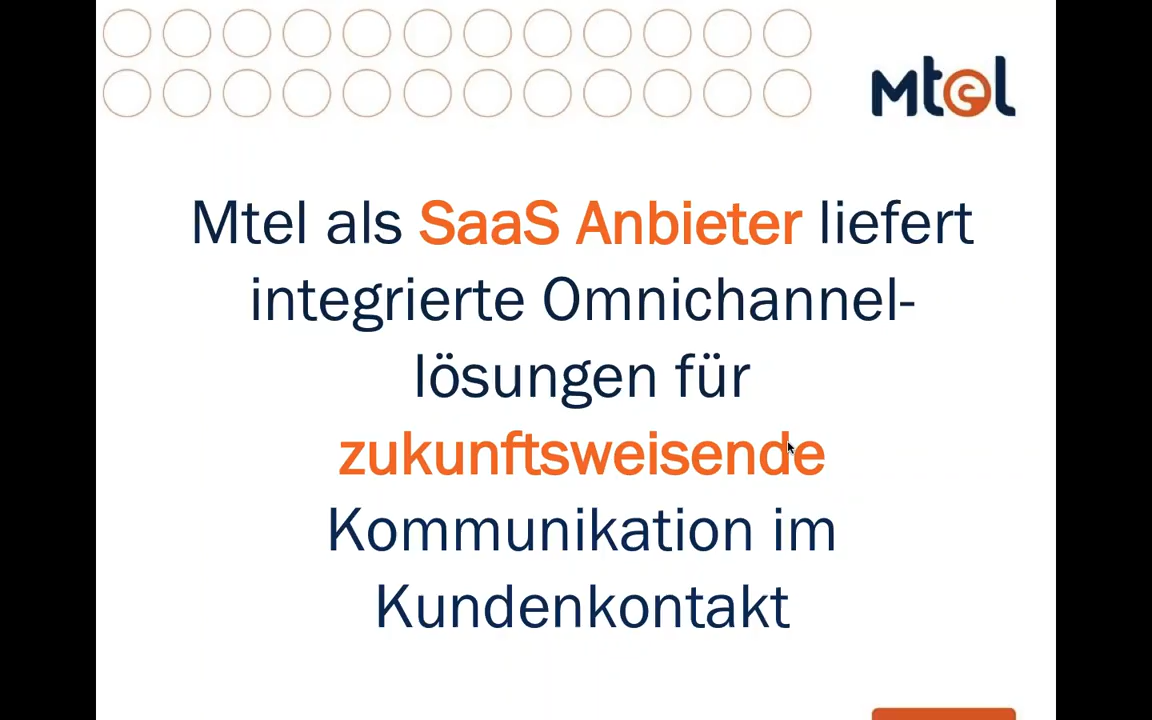 Mtel
Mtel als SaaS Anbieter liefert
integrierte Omnichannel-
lösungen für
zukunftsweisende
Kommunikation im
Kundenkontakt